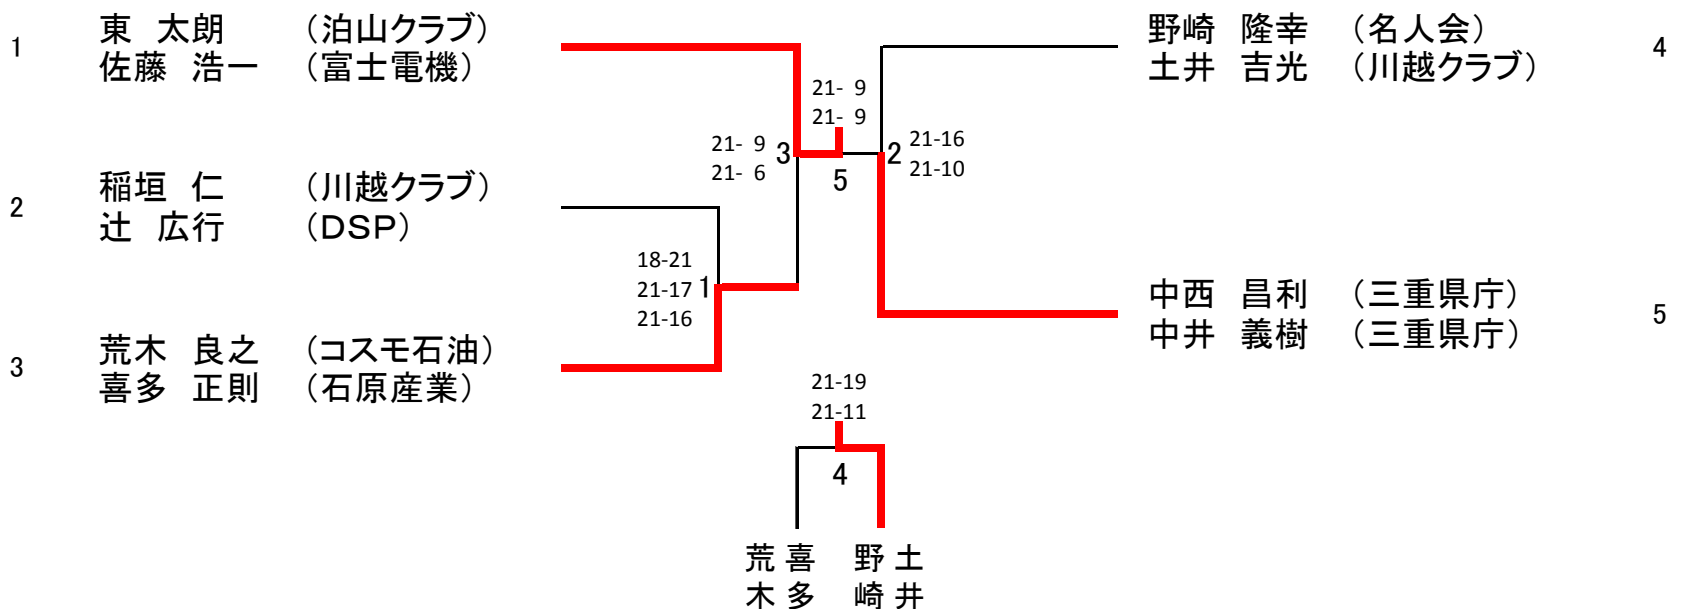 1
東 太朗 （泊山クラブ）
佐藤 浩一 （富士電機）
2
稲垣 仁 （川越クラブ）
辻 広行 （DSP）
3
荒木 良之 （コスモ石油）
喜多 正則 （石原産業）
18-21
21-17
21-16
1
21- 9
21- 6
3
21- 9
21- 9
5
2
21-16
21-10
野崎 隆幸 （名人会）
土井 吉光 （川越クラブ）
4
中西 昌利 （三重県庁）
中井 義樹 （三重県庁）
5
21-19
21-11
4
荒木
喜多
野崎
土井